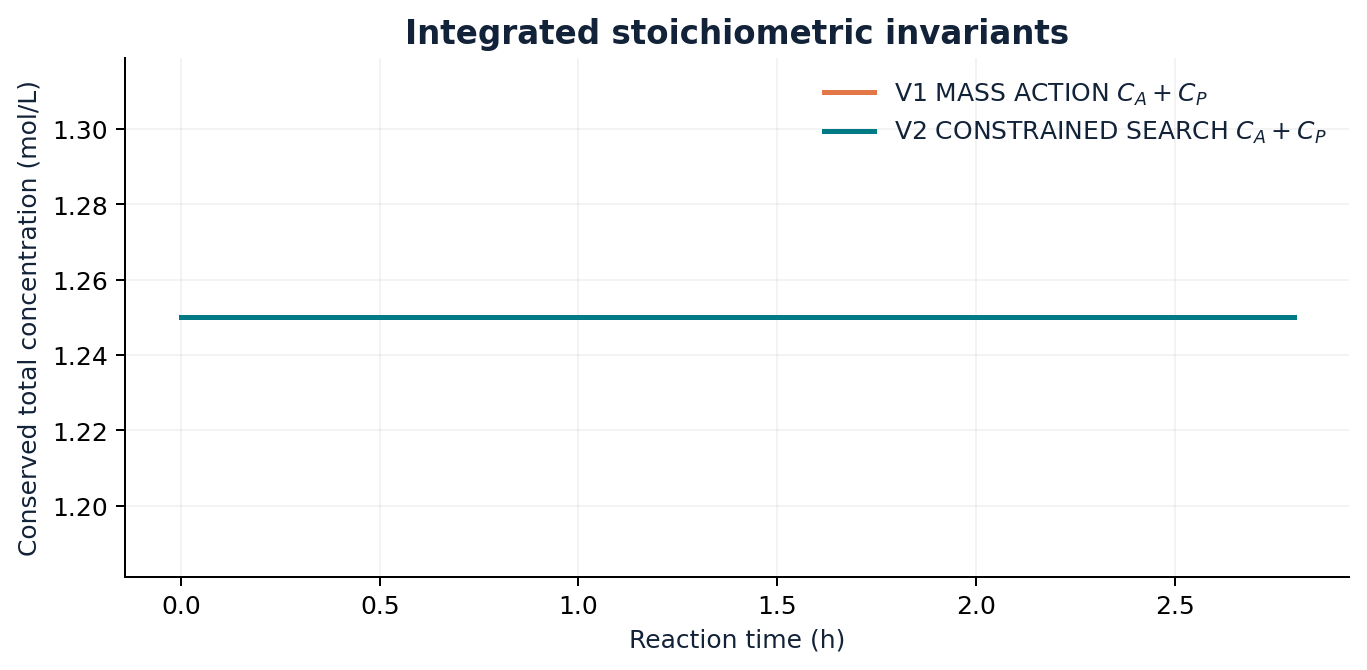 Integrated stoichiometric invariants
V1 MASS ACTION C_A + C_P
V2 CONSTRAINED SEARCH C_A + C_P
Conserved total concentration (mol/L)
1.30
1.28
1.26
1.24
1.22
1.20
0.0 0.5 1.0 1.5 2.0 2.5
Reaction time (h)